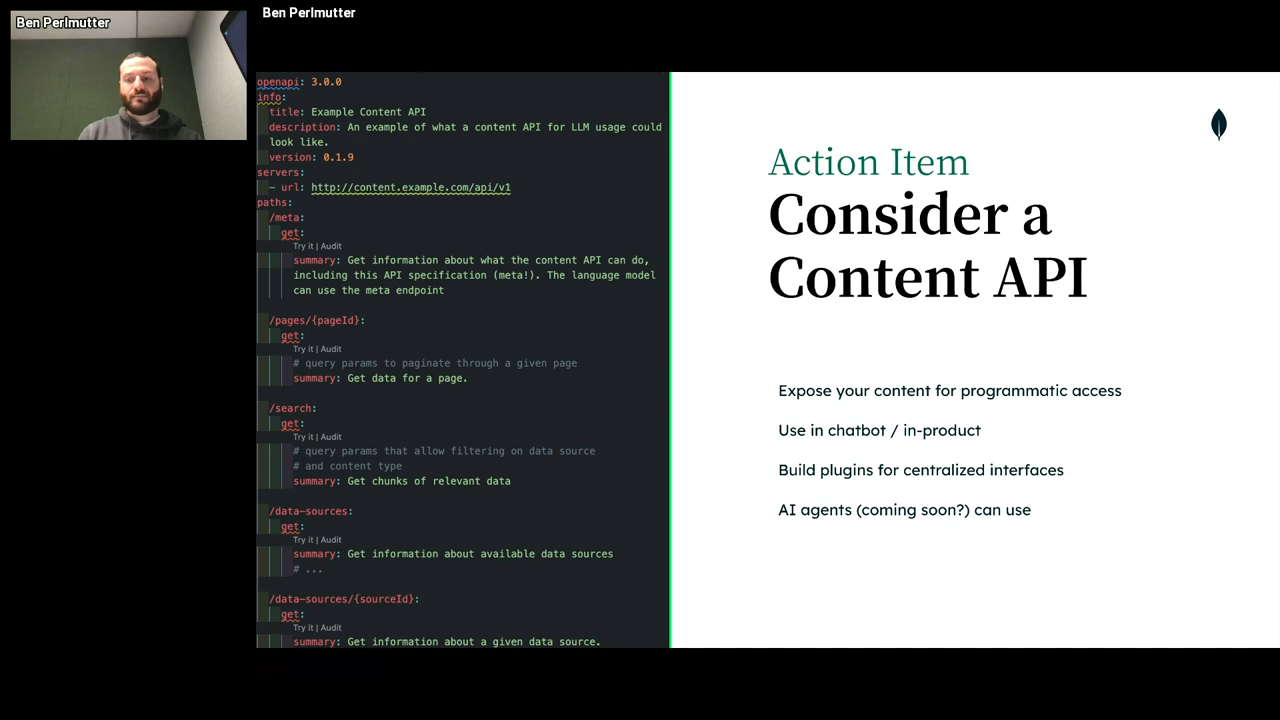 Ben Perlmutter
Ben Perlmutter
openapi: 3.0.0
info:
title: Example Content API
description: An example of what a content API for LLM usage could
look like.
version: 0.1.9
servers:
- url: http://content.example.com/api/v1
paths:
/meta:
get:
Try it | Audit
summary: Get information about what the content API can do,
including this API specification (meta!). The language model
can use the meta endpoint
/pages/{pageId}:
get:
Try it | Audit
# query params to paginate through a given page
summary: Get data for a page.
/search:
get:
Try it | Audit
# query params that allow filtering on data source
# and content type
summary: Get chunks of relevant data
/data-sources:
get:
Try it | Audit
summary: Get information about available data sources
# ...
/data-sources/{sourceId}:
get:
Try it | Audit
summary: Get information about a given data source.
Action Item
Consider a
Content API
Expose your content for programmatic access
Use in chatbot / in-product
Build plugins for centralized interfaces
AI agents (coming soon?) can use